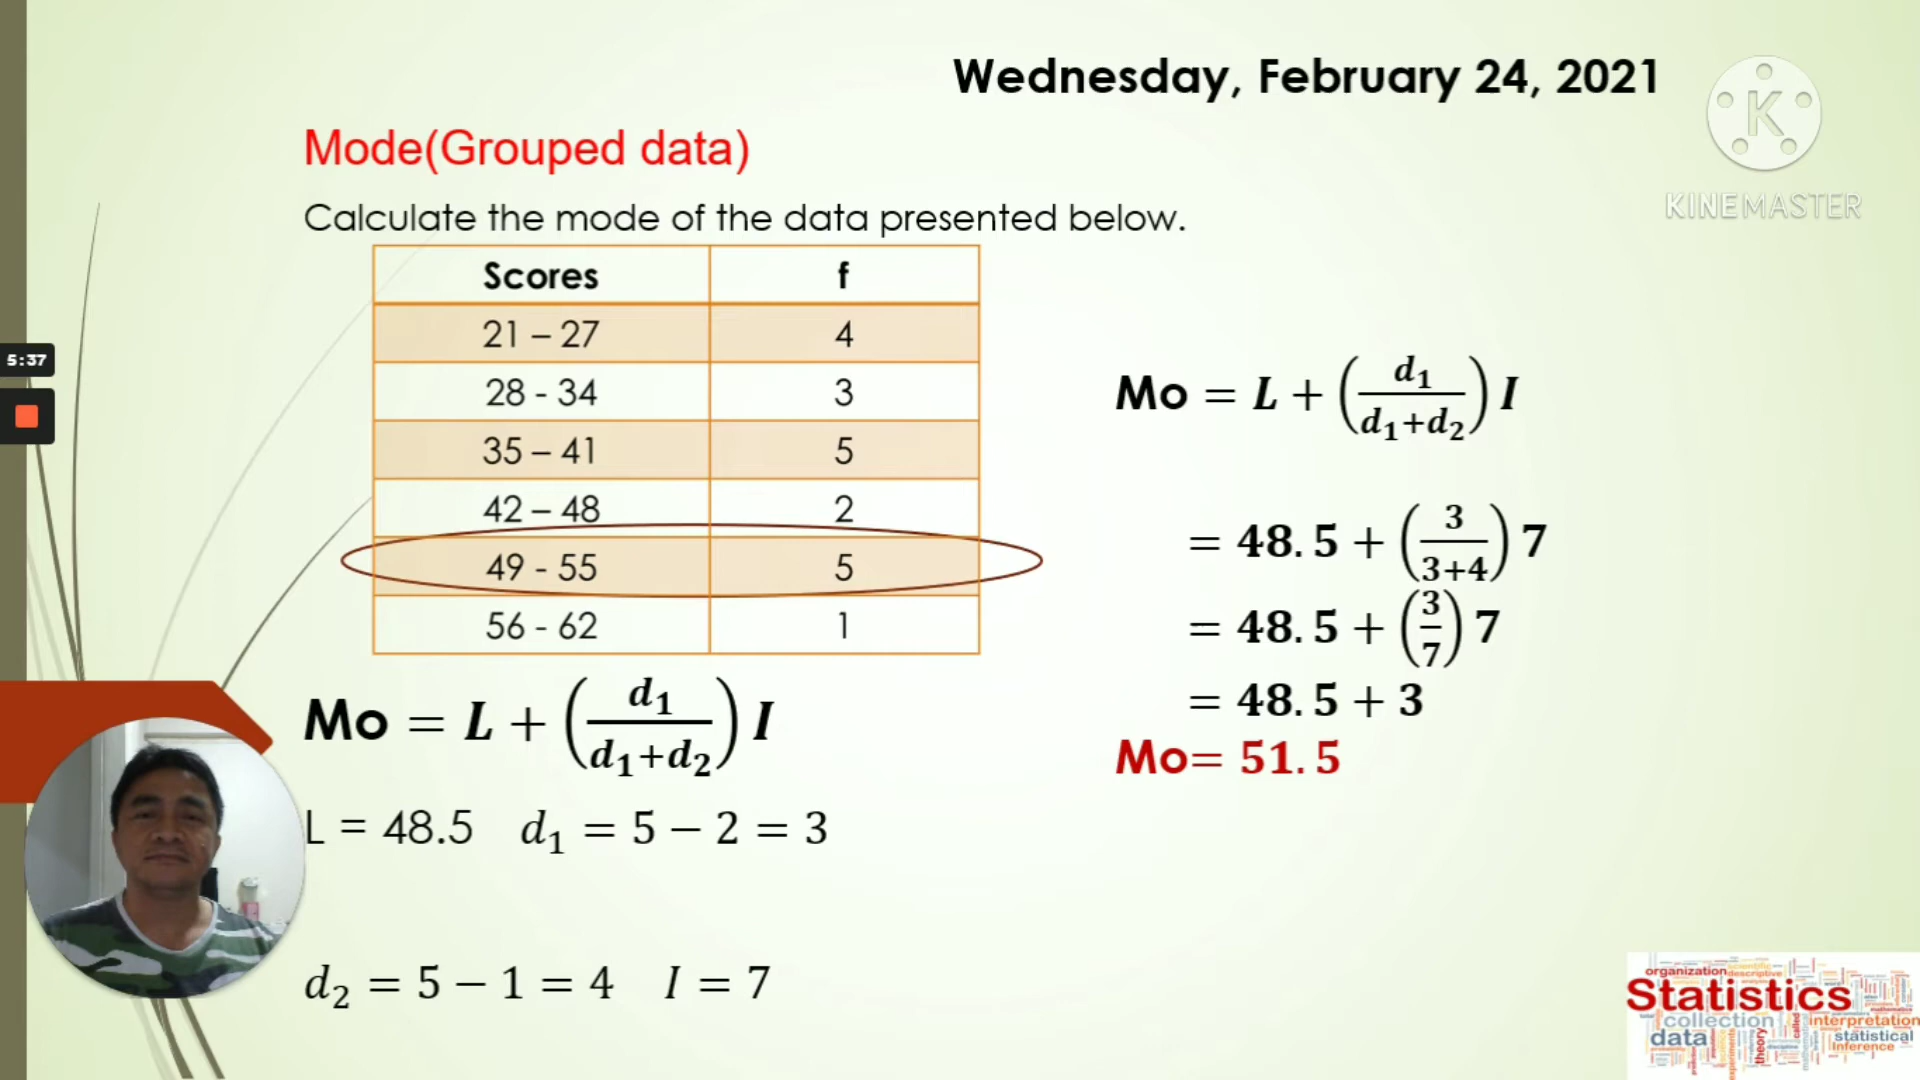 Wednesday, February 24, 2021
K
KINEMASTER
Mode(Grouped data)
Calculate the mode of the data presented below.
Scores f
21 – 27 4
28 - 34 3
35 – 41 5
42 – 48 2
49 - 55 5
56 - 62 1
5:37
Mo = L + (d₁/(d₁+d₂)) I
L = 48.5 d₁ = 5 − 2 = 3
d₂ = 5 − 1 = 4 I = 7
Mo = L + (d₁/(d₁+d₂)) I
= 48.5 + (3/(3+4)) 7
= 48.5 + (3/7) 7
= 48.5 + 3
Mo= 51.5
organization
descriptive
Statistics
collection
interpretation
data
theory
statistical
inference